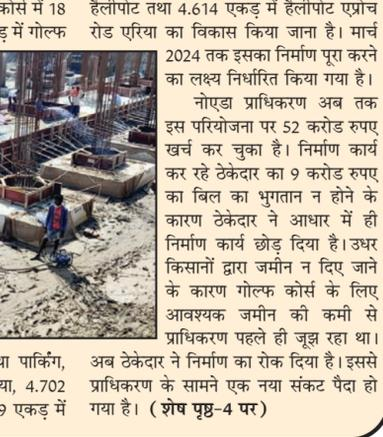 कोर्स में 18
ड़ में गोल्फ
था पार्किंग,
या, 4.702
9 एकड़ में
हैलीपोट तथा 4.614 एकड़ में हैलीपोट एप्रोच
रोड एरिया का विकास किया जाना है। मार्च
2024 तक इसका निर्माण पूरा करने
का लक्ष्य निर्धारित किया गया है।
नोएडा प्राधिकरण अब तक
इस परियोजना पर 52 करोड रुपए
खर्च कर चुका है। निर्माण कार्य
कर रहे ठेकेदार का 9 करोड रुपए
का बिल का भुगतान न होने के
कारण ठेकेदार ने आधार में ही
निर्माण कार्य छोड़ दिया है।उधर
किसानों द्वारा जमीन न दिए जाने
के कारण गोल्फ कोर्स के लिए
आवश्यक जमीन की कमी से
प्राधिकरण पहले ही जूझ रहा था।
अब ठेकेदार ने निर्माण का रोक दिया है।इससे
प्राधिकरण के सामने एक नया संकट पैदा हो
गया है। (शेष पृष्ठ-4 पर)